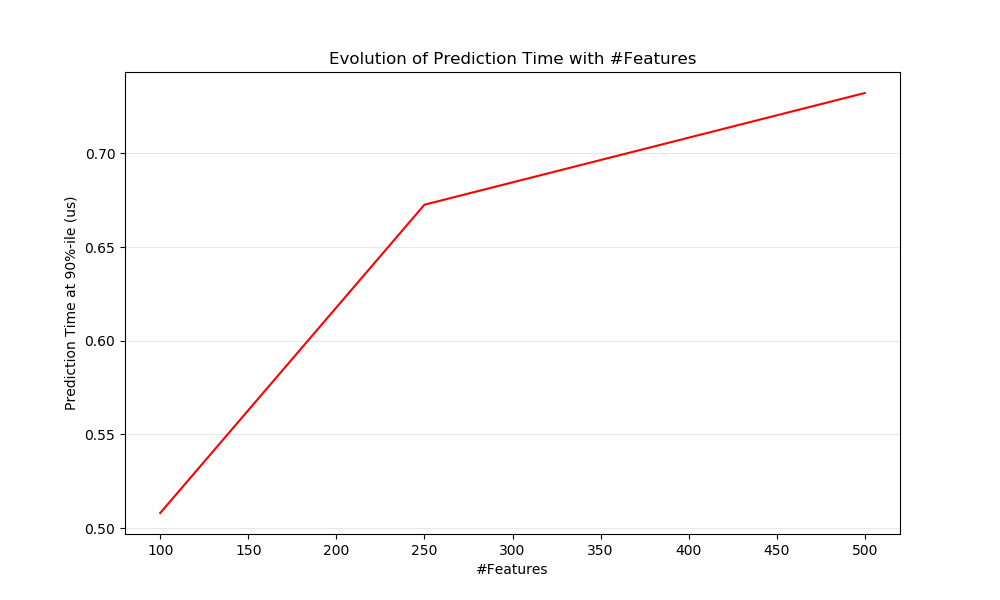 Evolution of Prediction Time with #Features
Prediction Time at 90%-ile (us)
0.70
0.65
0.60
0.55
0.50
100 150 200 250 300 350 400 450 500
#Features